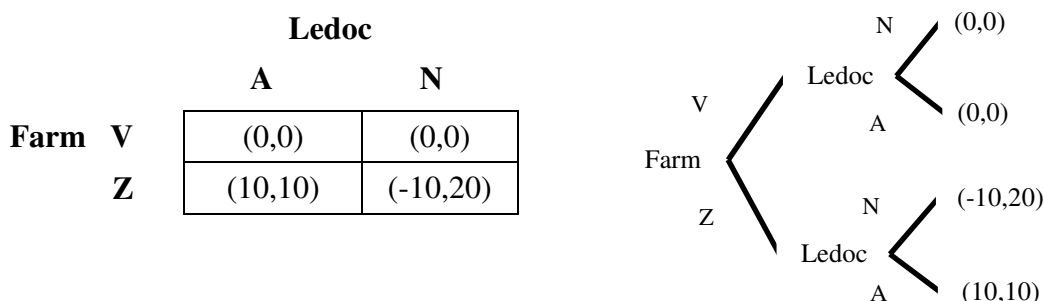 Ledoc
A N
Farm V (0,0) (0,0)
Z (10,10) (-10,20)
N (0,0)
Ledoc
V
A (0,0)
Farm
N (-10,20)
Z
Ledoc
A (10,10)